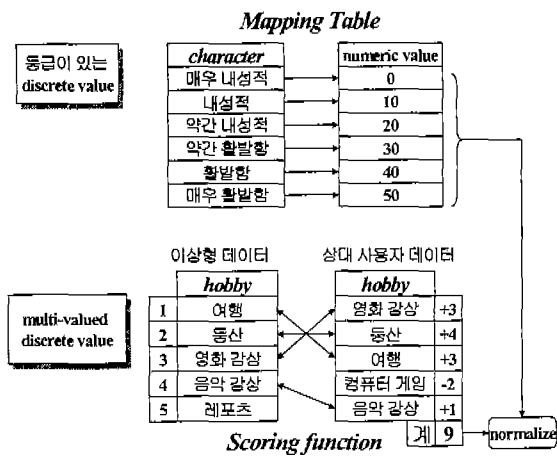 Mapping Table
등급이 있는
discrete value
character
numeric value
매우 내성적
0
내성적
10
약간 내성적
20
약간 활발함
30
활발함
40
매우 활발함
50
이상형 데이터
상대 사용자 데이터
multi-valued
discrete value
hobby
hobby
1 여행
영화 감상 +3
2 등산
등산 +4
3 영화 감상
여행 +3
4 음악 감상
컴퓨터 게임 -2
5 레포츠
음악 감상 +1
계 9
normalize
Scoring function